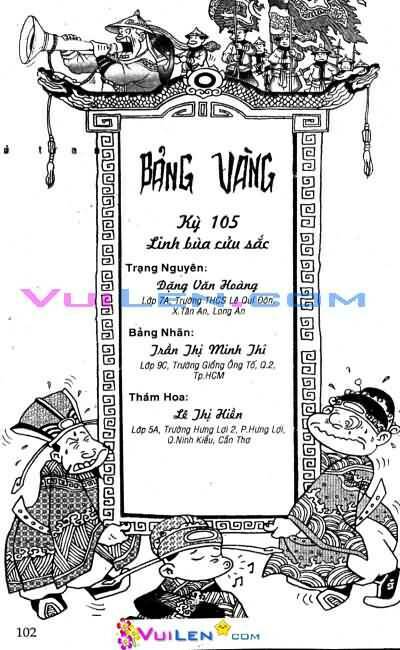 BẢNG VÀNG
Kỳ 105
Linh bùa cửu sắc
Trạng Nguyên:
Đặng Văn Hoàng
Lớp 7A, Trường THCS Lê Quí Đôn,
X.Tân An, Long An
VUILEN.COM
Bảng Nhãn:
Trần Thị Minh Thi
Lớp 9C, Trường Giồng Ông Tố, Q.2,
Tp.HCM
Thám Hoa:
Lê Thị Hiền
Lớp 5A, Trường Hưng Lợi 2, P.Hưng Lợi,
Q.Ninh Kiều, Cần Thơ
102
VUILEN.COM